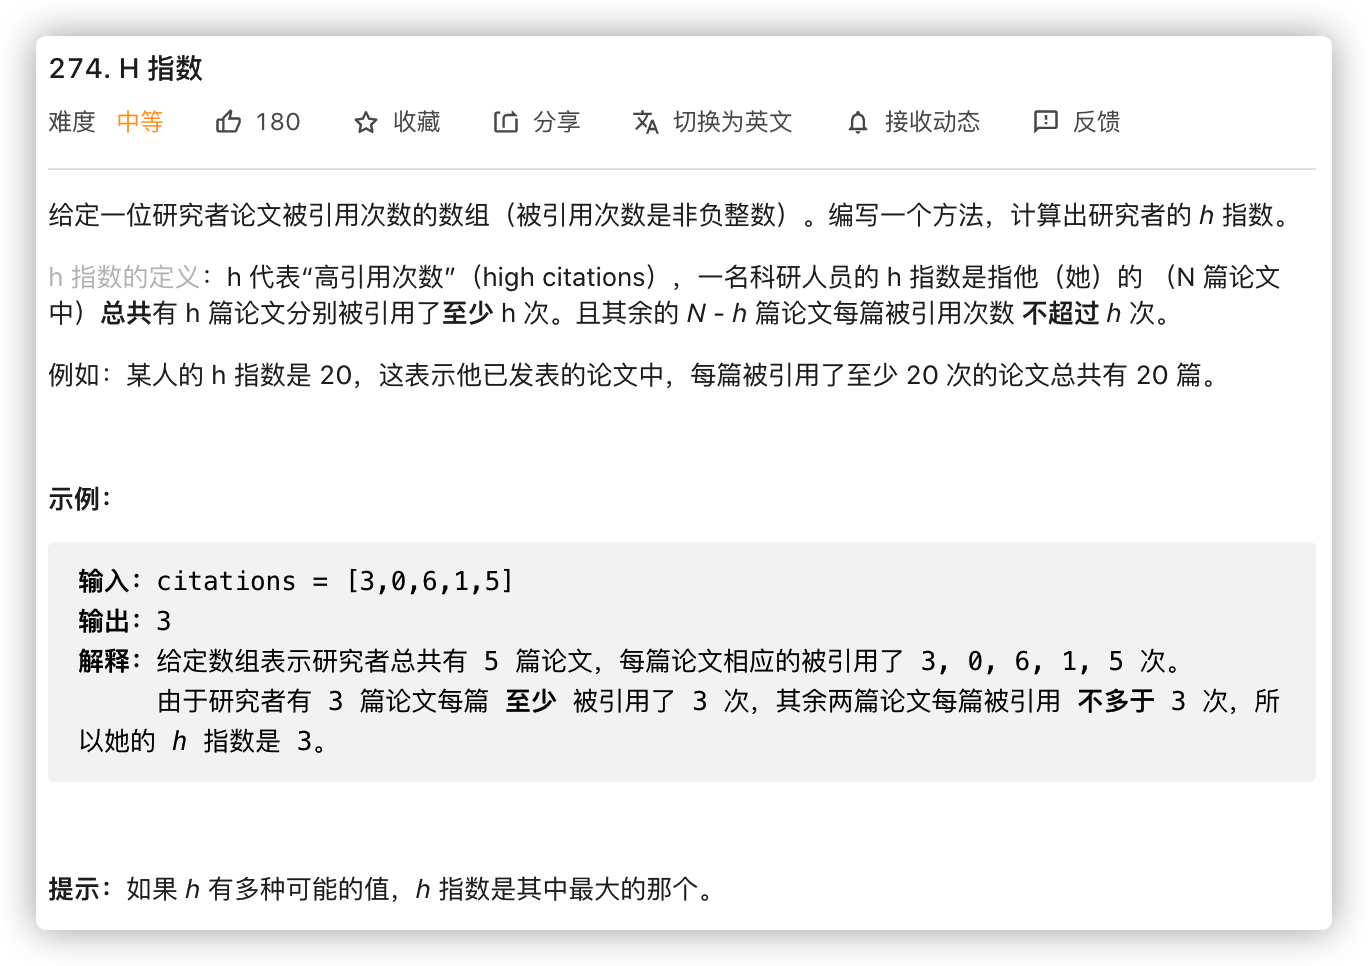 274. H 指数
难度 中等 180 收藏 分享 切换为英文 接收动态 反馈
给定一位研究者论文被引用次数的数组（被引用次数是非负整数）。编写一个方法，计算出研究者的 h 指数。
h 指数的定义：h 代表“高引用次数”（high citations），一名科研人员的 h 指数是指他（她）的 （N 篇论文
中）总共有 h 篇论文分别被引用了至少 h 次。且其余的 N - h 篇论文每篇被引用次数 不超过 h 次。
例如：某人的 h 指数是 20，这表示他已发表的论文中，每篇被引用了至少 20 次的论文总共有 20 篇。
示例：
输入：citations = [3,0,6,1,5]
输出：3
解释：给定数组表示研究者总共有 5 篇论文，每篇论文相应的被引用了 3, 0, 6, 1, 5 次。
由于研究者有 3 篇论文每篇 至少 被引用了 3 次，其余两篇论文每篇被引用 不多于 3 次，所
以她的 h 指数是 3。
提示：如果 h 有多种可能的值，h 指数是其中最大的那个。